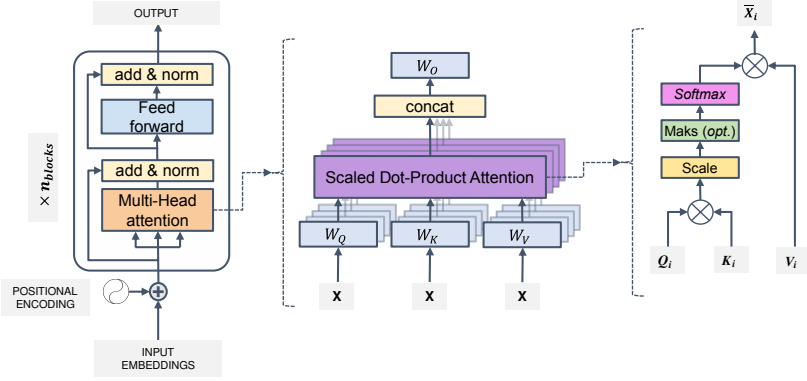 OUTPUT
add & norm
Feed
forward
add & norm
Multi-Head
attention
× n_blocks
POSITIONAL
ENCODING
+
INPUT
EMBEDDINGS
W_O
concat
Scaled Dot-Product Attention
W_Q
W_K
W_V
X
X
X
X̅_i
Softmax
Maks (opt.)
Scale
Q_i
K_i
V_i